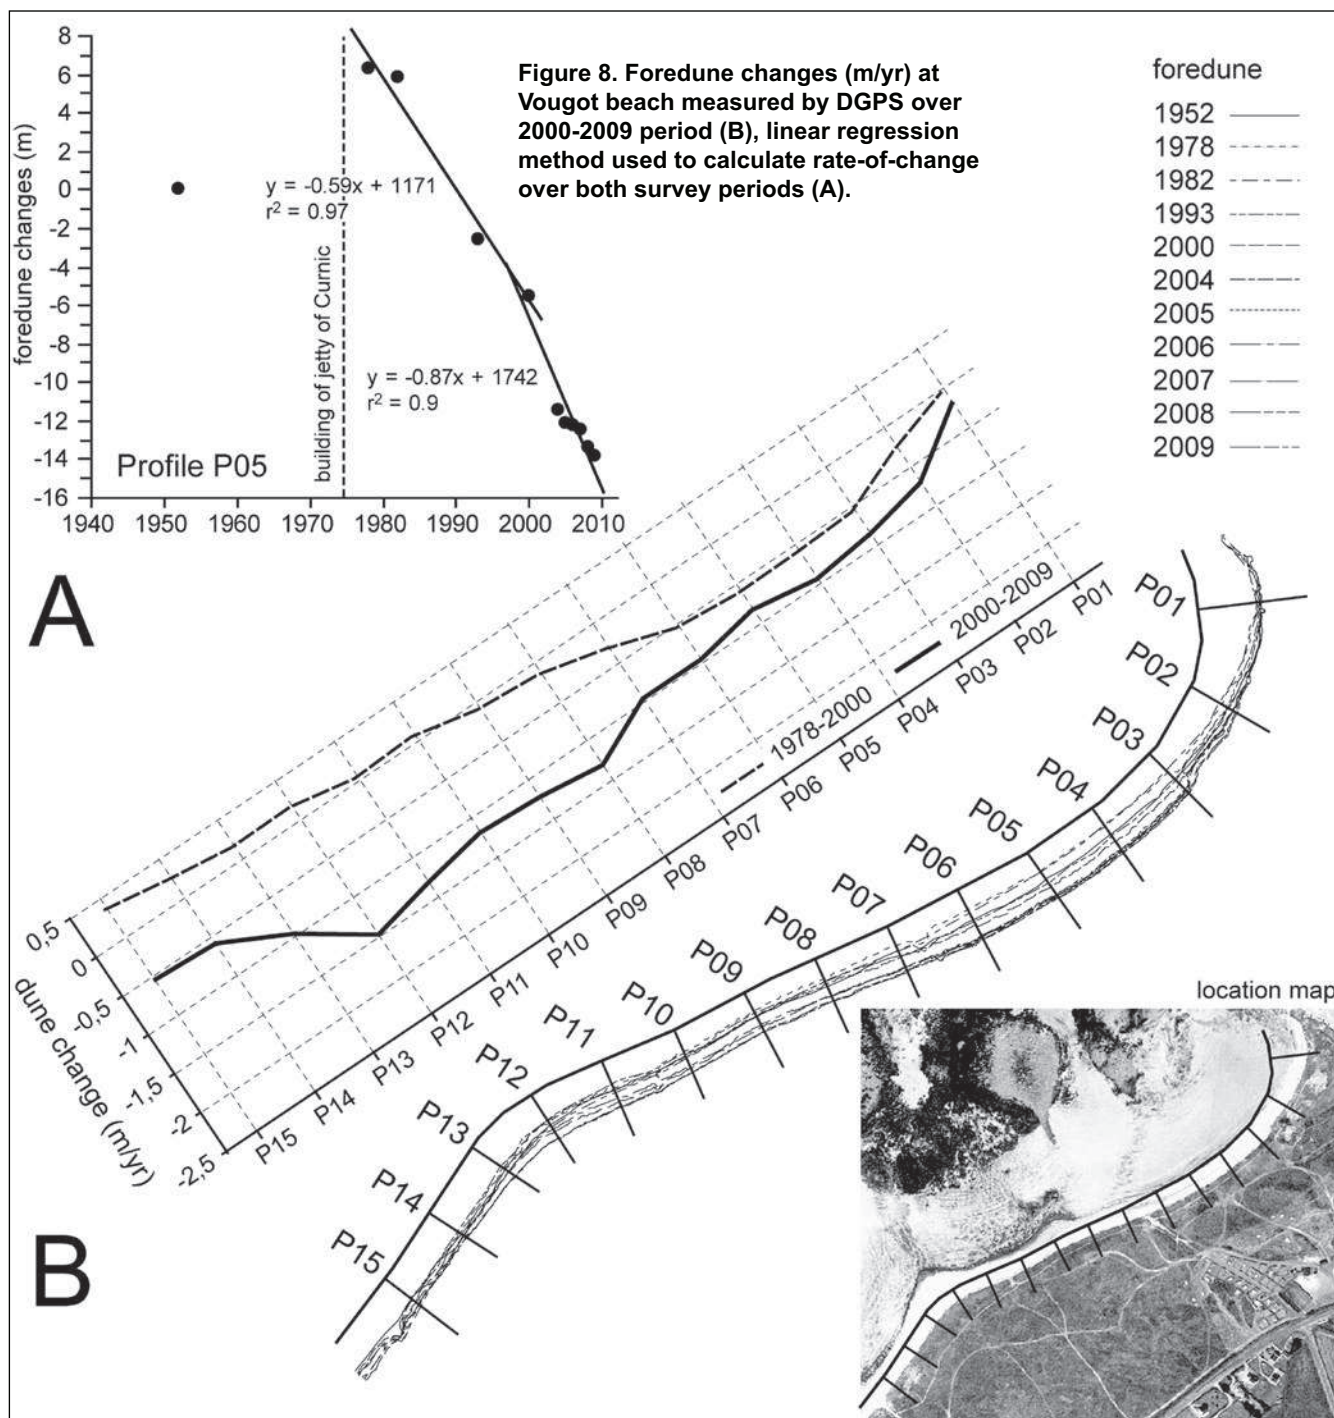 Figure 8. Foredune changes (m/yr) at
Vougot beach measured by DGPS over
2000-2009 period (B), linear regression
method used to calculate rate-of-change
over both survey periods (A).
foredune
1952
1978
1982
1993
2000
2004
2005
2006
2007
2008
2009
foredune changes (m)
8
6
4
2
0
-2
-4
-6
-8
-10
-12
-14
-16
1940 1950 1960 1970 1980 1990 2000 2010
y = -0.59x + 1171
r² = 0.97
y = -0.87x + 1742
r² = 0.9
building of jetty of Curnic
Profile P05
A
0,5
0
-0,5
-1
-1,5
-2
-2,5
dune change (m/yr)
P15 P14 P13 P12 P11 P10 P09 P08 P07 P06 P05 P04 P03 P02 P01
1978-2000
2000-2009
P01
P02
P03
P04
P05
P06
P07
P08
P09
P10
P11
P12
P13
P14
P15
B
location map